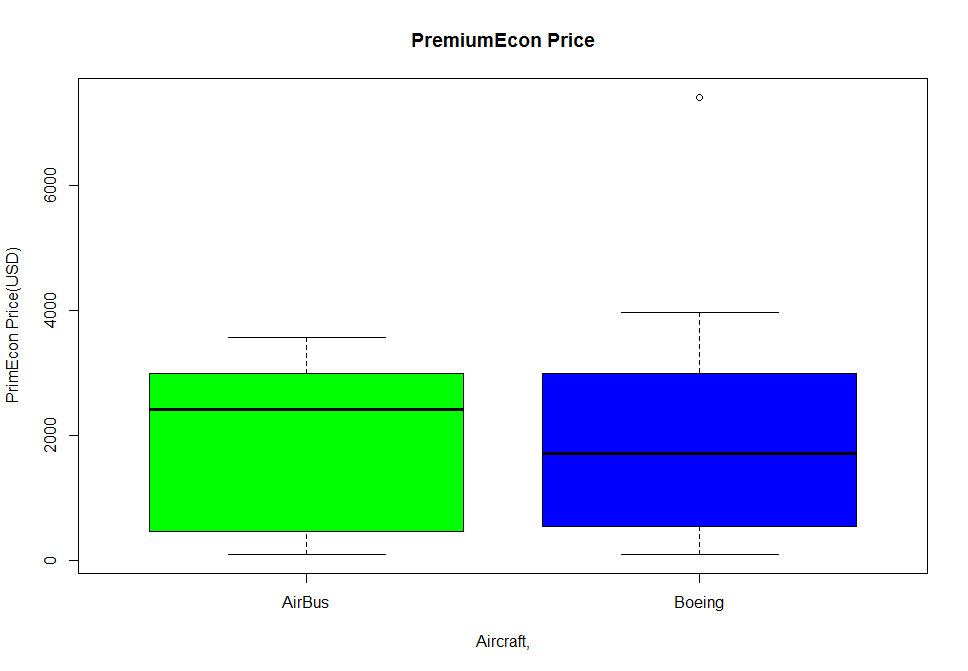 PremiumEcon Price
PrimEcon Price(USD)
6000
4000
2000
0
AirBus
Boeing
Aircraft,